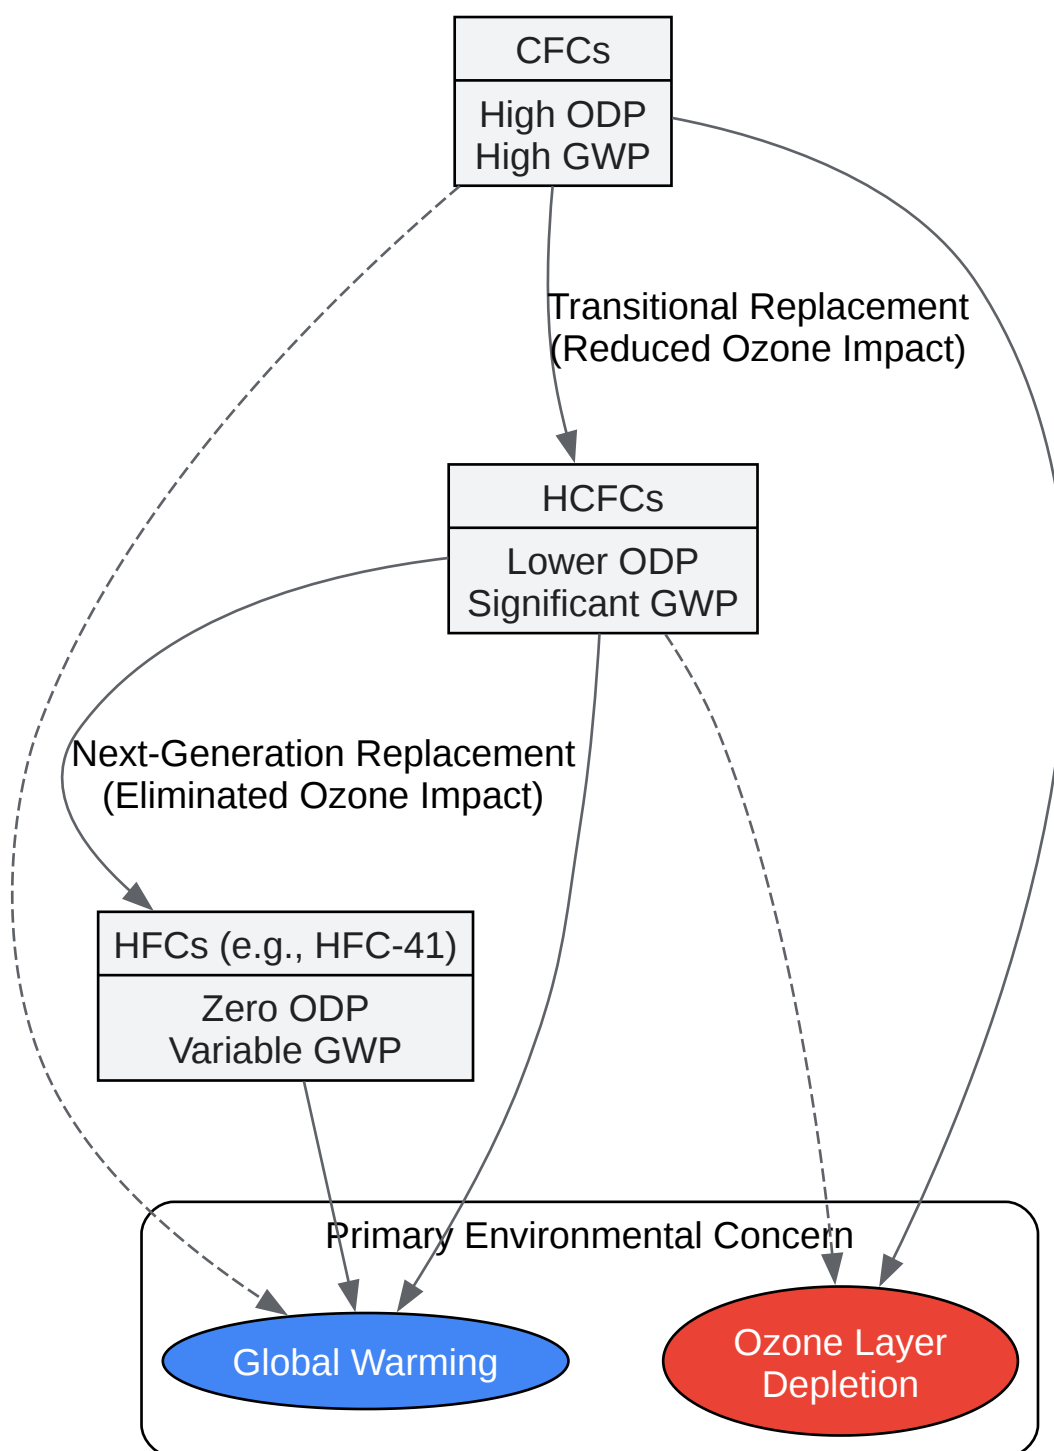 CFCs
High ODP
High GWP
Transitional Replacement
(Reduced Ozone Impact)
HCFCs
Lower ODP
Significant GWP
Next-Generation Replacement
(Eliminated Ozone Impact)
HFCs (e.g., HFC-41)
Zero ODP
Variable GWP
Primary Environmental Concern
Global Warming
Ozone Layer
Depletion